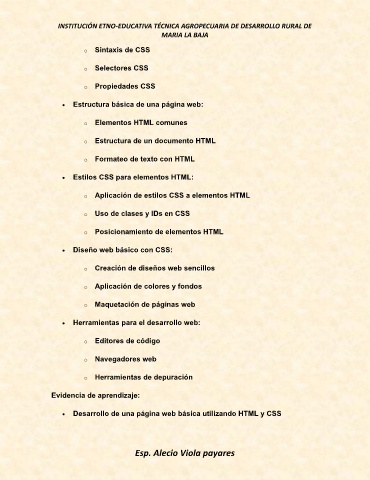 INSTITUCIÓN ETNO-EDUCATIVA TÉCNICA AGROPECUARIA DE DESARROLLO RURAL DE
MARIA LA BAJA
o Sintaxis de CSS
o Selectores CSS
o Propiedades CSS
• Estructura básica de una página web:
o Elementos HTML comunes
o Estructura de un documento HTML
o Formateo de texto con HTML
• Estilos CSS para elementos HTML:
o Aplicación de estilos CSS a elementos HTML
o Uso de clases y IDs en CSS
o Posicionamiento de elementos HTML
• Diseño web básico con CSS:
o Creación de diseños web sencillos
o Aplicación de colores y fondos
o Maquetación de páginas web
• Herramientas para el desarrollo web:
o Editores de código
o Navegadores web
o Herramientas de depuración
Evidencia de aprendizaje:
• Desarrollo de una página web básica utilizando HTML y CSS
Esp. Alecio Viola payares